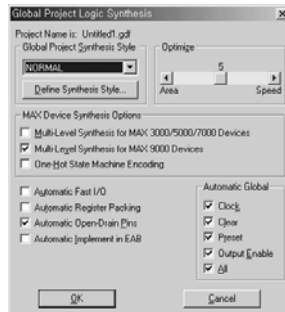 Global Project Logic Synthesis
Project Name is: Untitled1.gdf
Global Project Synthesis Style
NORMAL
Define Synthesis Style...
Optimize
5
Area
Speed
MAX Device Synthesis Options
Multi-Level Synthesis for MAX 3000/5000/7000 Devices
Multi-Level Synthesis for MAX 9000 Devices
One-Hot State Machine Encoding
Automatic Fast I/O
Automatic Register Packing
Automatic Open-Drain Pins
Automatic Implement in EAB
Automatic Global
Clock
Clear
Preset
Output Enable
All
OK
Cancel